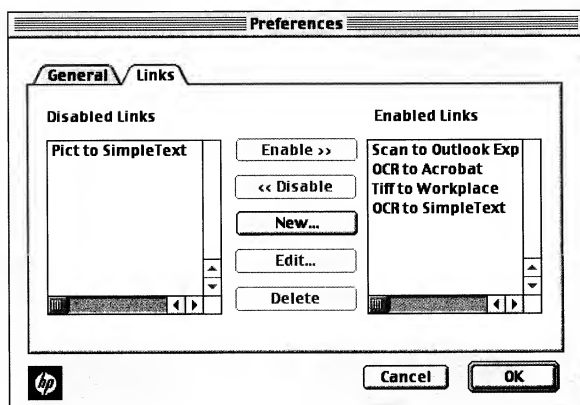 Preferences
General
Links
Disabled Links
Enabled Links
Pict to SimpleText
Enable >>
<< Disable
New...
Edit...
Delete
Scan to Outlook Exp
OCR to Acrobat
Tiff to Workplace
OCR to SimpleText
hp
Cancel
OK